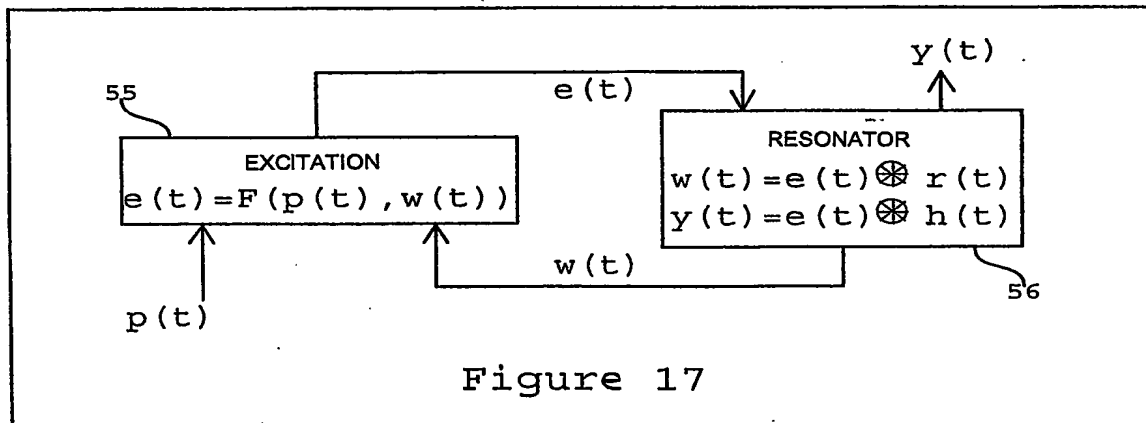 y(t)
e(t)
55
EXCITATION
e(t)=F(p(t),w(t))
RESONATOR
w(t)=e(t)⊛ r(t)
y(t)=e(t)⊛ h(t)
w(t)
56
p(t)
Figure 17